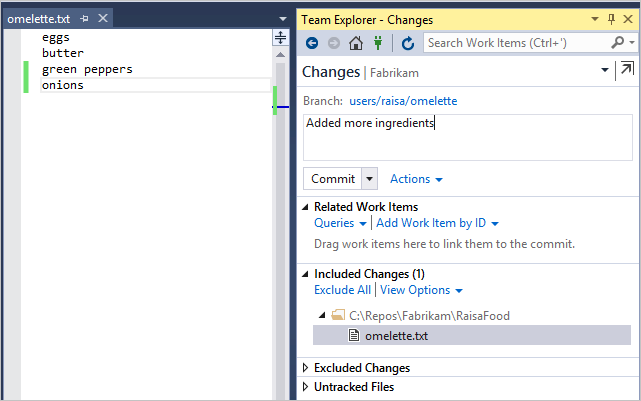 omelette.txt
eggs
butter
green peppers
onions
Team Explorer - Changes
Search Work Items (Ctrl+')
Changes | Fabrikam
Branch: users/raisa/omelette
Added more ingredients
Commit
Actions
Related Work Items
Queries | Add Work Item by ID
Drag work items here to link them to the commit.
Included Changes (1)
Exclude All | View Options
C:\Repos\Fabrikam\RaisaFood
omelette.txt
Excluded Changes
Untracked Files